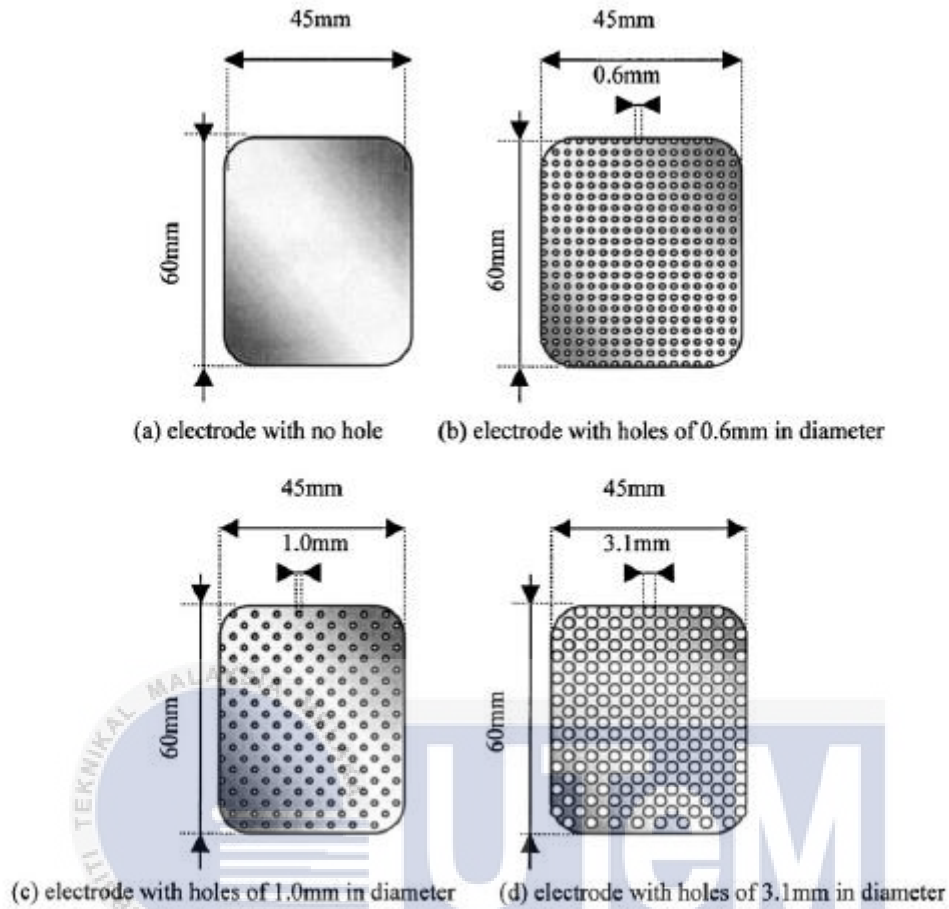 45mm
45mm
0.6mm
60mm
60mm
(a) electrode with no hole
(b) electrode with holes of 0.6mm in diameter
45mm
45mm
1.0mm
3.1mm
60mm
60mm
(c) electrode with holes of 1.0mm in diameter
(d) electrode with holes of 3.1mm in diameter
UTeM
TEKNIKAL MALAYSIA